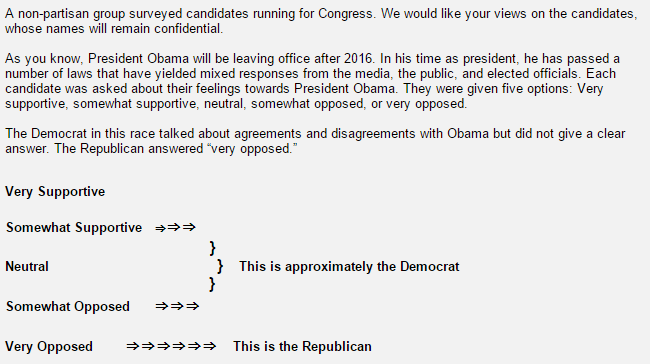 A non-partisan group surveyed candidates running for Congress. We would like your views on the candidates,
whose names will remain confidential.
As you know, President Obama will be leaving office after 2016. In his time as president, he has passed a
number of laws that have yielded mixed responses from the media, the public, and elected officials. Each
candidate was asked about their feelings towards President Obama. They were given five options: Very
supportive, somewhat supportive, neutral, somewhat opposed, or very opposed.
The Democrat in this race talked about agreements and disagreements with Obama but did not give a clear
answer. The Republican answered “very opposed.”
Very Supportive
Somewhat Supportive ⇒⇒⇒
}
Neutral } This is approximately the Democrat
}
Somewhat Opposed ⇒⇒⇒
Very Opposed ⇒⇒⇒⇒⇒⇒ This is the Republican